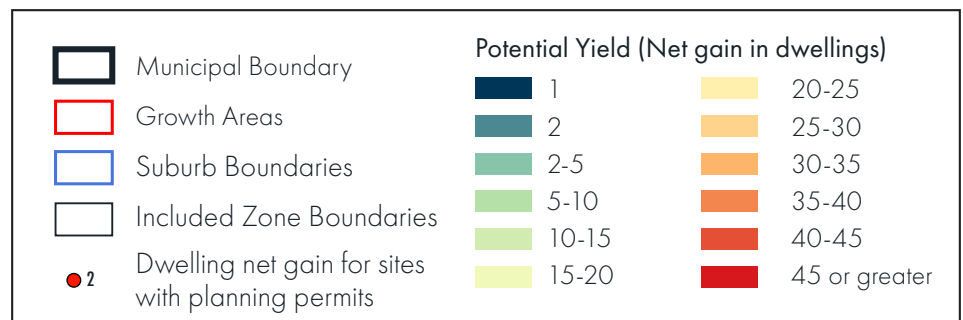 Municipal Boundary
Growth Areas
Suburb Boundaries
Included Zone Boundaries
2
Dwelling net gain for sites
with planning permits
Potential Yield (Net gain in dwellings)
1
2
2-5
5-10
10-15
15-20
20-25
25-30
30-35
35-40
40-45
45 or greater